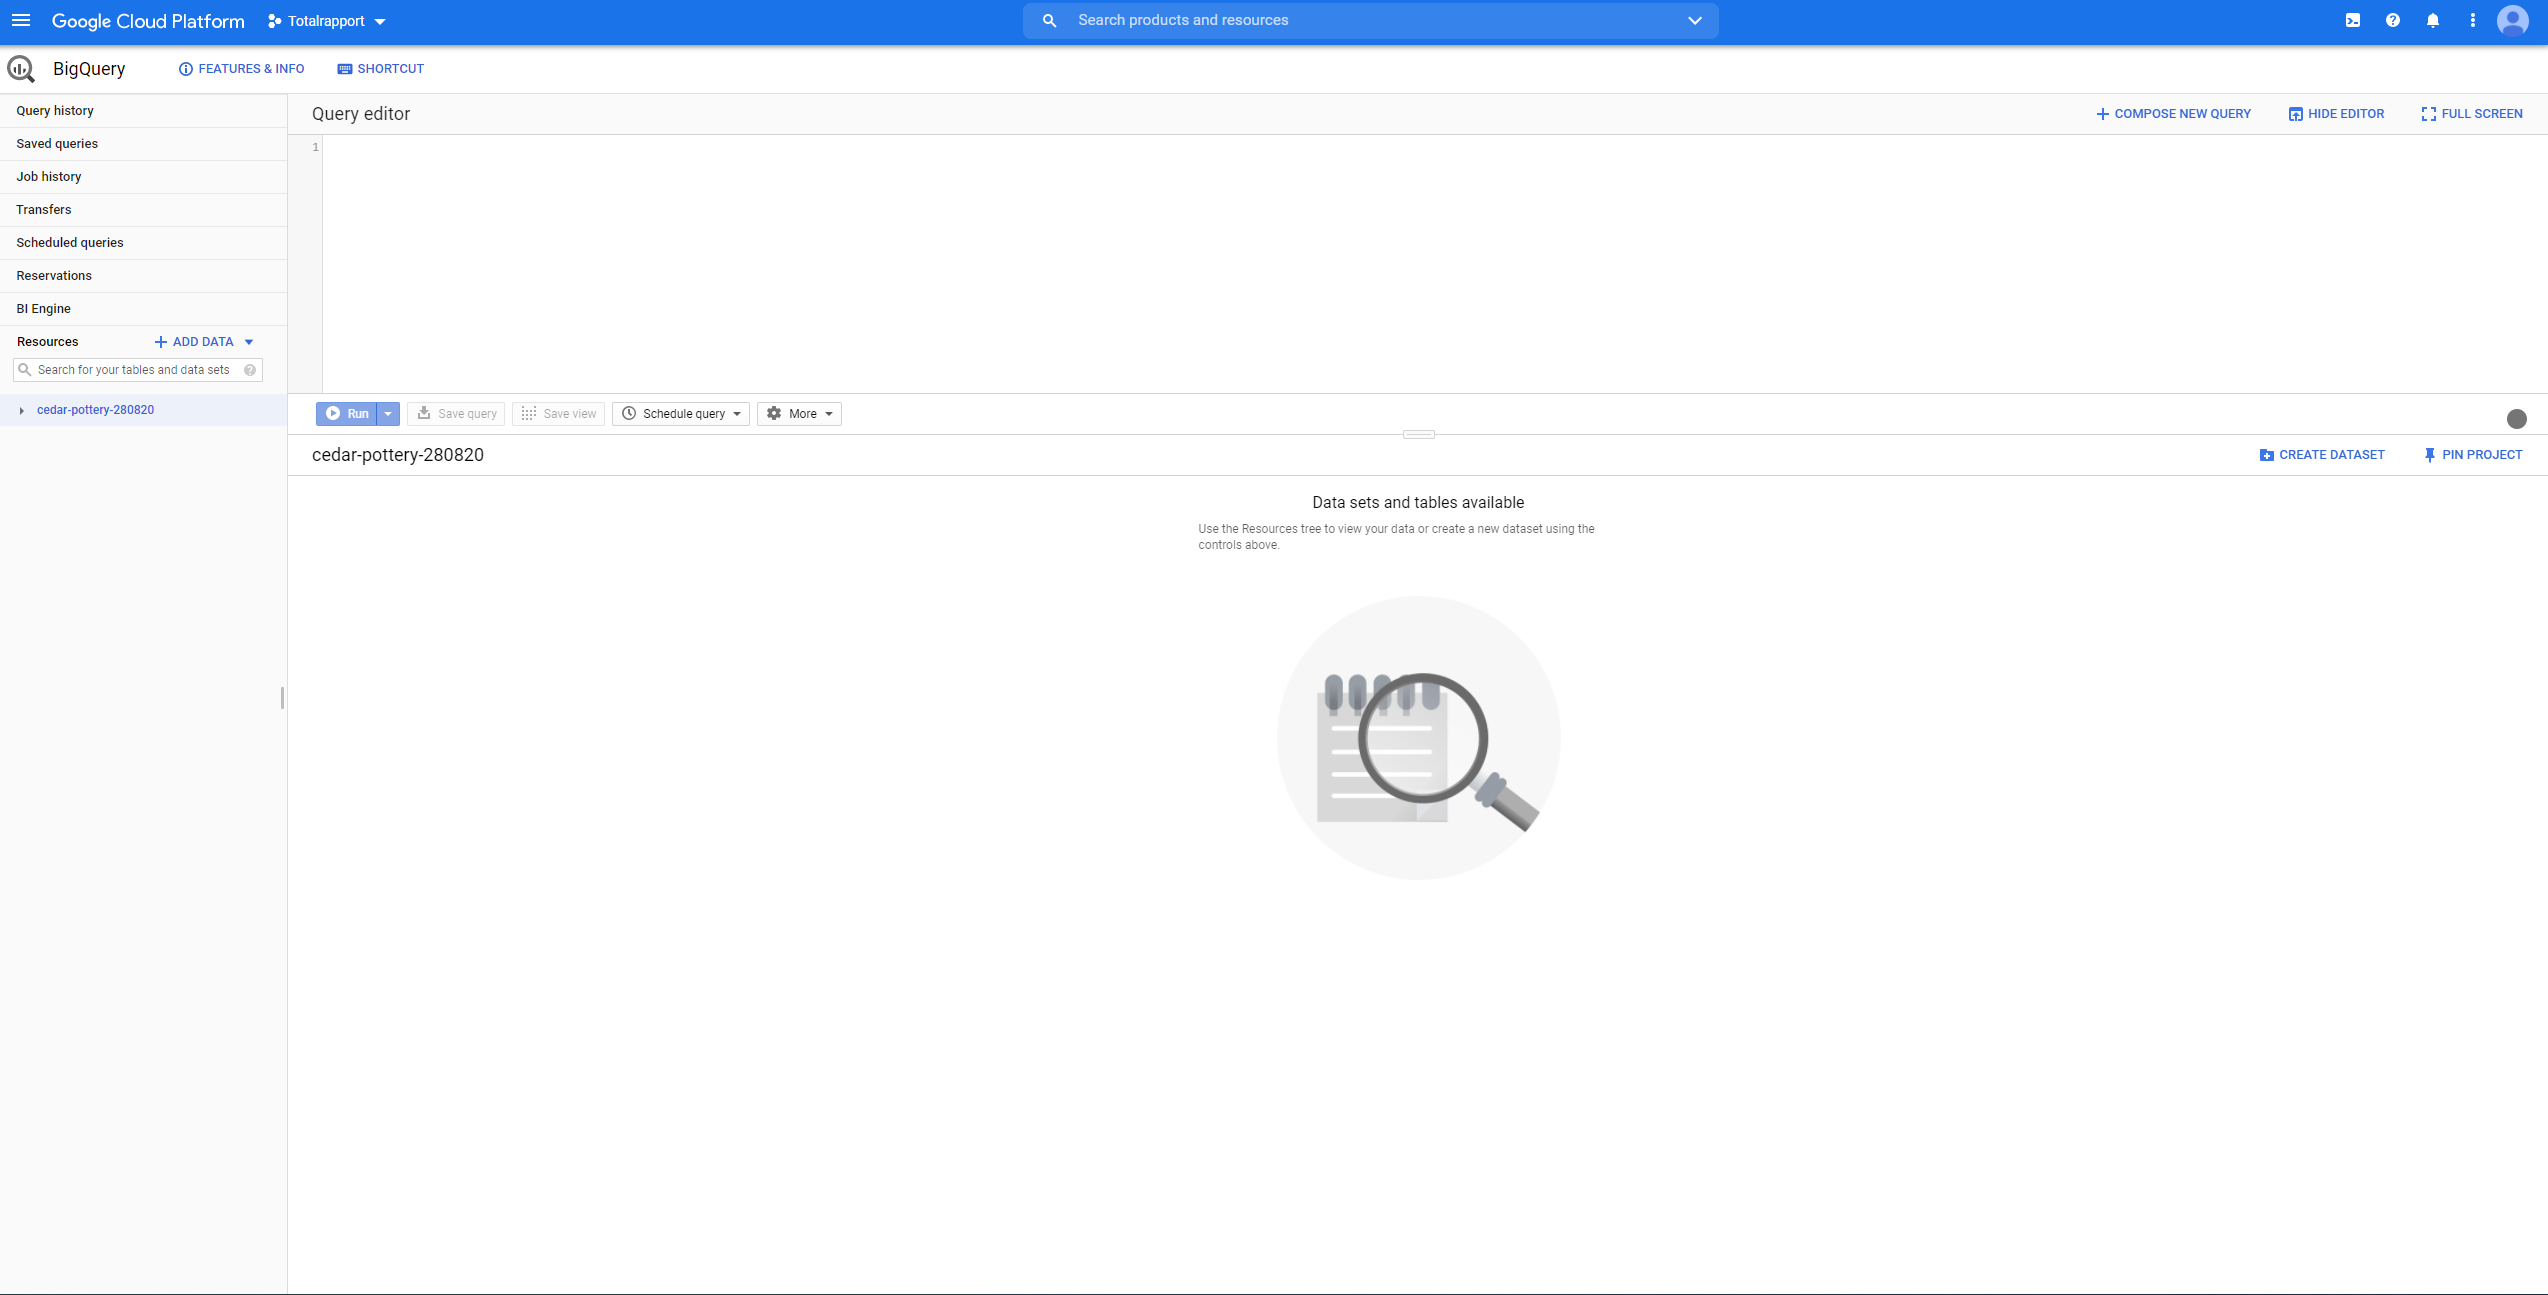 Google Cloud Platform
Totalrapport
Search products and resources
BigQuery
FEATURES & INFO
SHORTCUT
Query history
Saved queries
Job history
Transfers
Scheduled queries
Reservations
BI Engine
Resources
ADD DATA
Search for your tables and data sets
cedar-pottery-280820
Query editor
COMPOSE NEW QUERY
HIDE EDITOR
FULL SCREEN
1
Run
Save query
Save view
Schedule query
More
cedar-pottery-280820
CREATE DATASET
PIN PROJECT
Data sets and tables available
Use the Resources tree to view your data or create a new dataset using the
controls above.